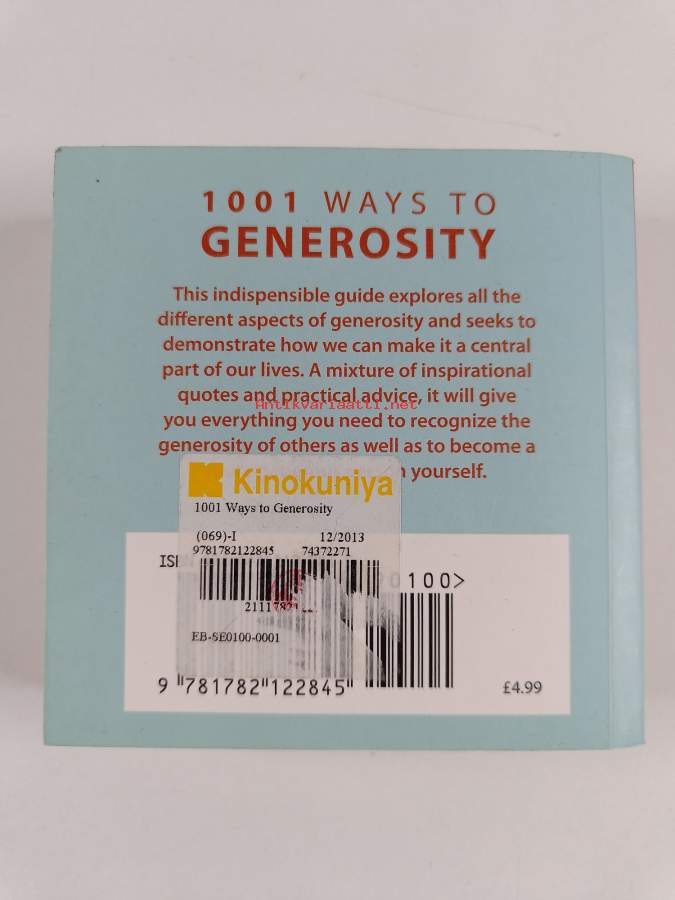 1001 WAYS TO
GENEROSITY
This indispensible guide explores all the
different aspects of generosity and seeks to
demonstrate how we can make it a central
part of our lives. A mixture of inspirational
quotes and practical advice, it will give
Antikvariaatti.net
you everything you need to recognize the
generosity of others as well as to become a
yourself.
Kinokuniya
1001 Ways to Generosity
(069)-I 12/2013
9781782122845 74372271
EB-SE0100-0001
9 781782 122845
£4.99